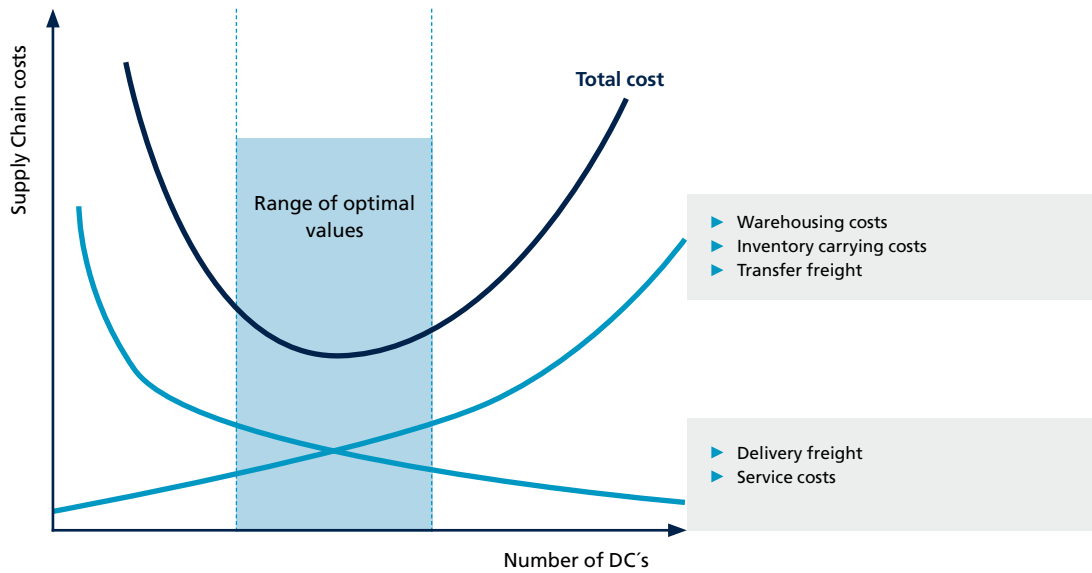 Supply Chain costs
Total cost
Range of optimal
values
Warehousing costs
Inventory carrying costs
Transfer freight
Delivery freight
Service costs
Number of DC´s